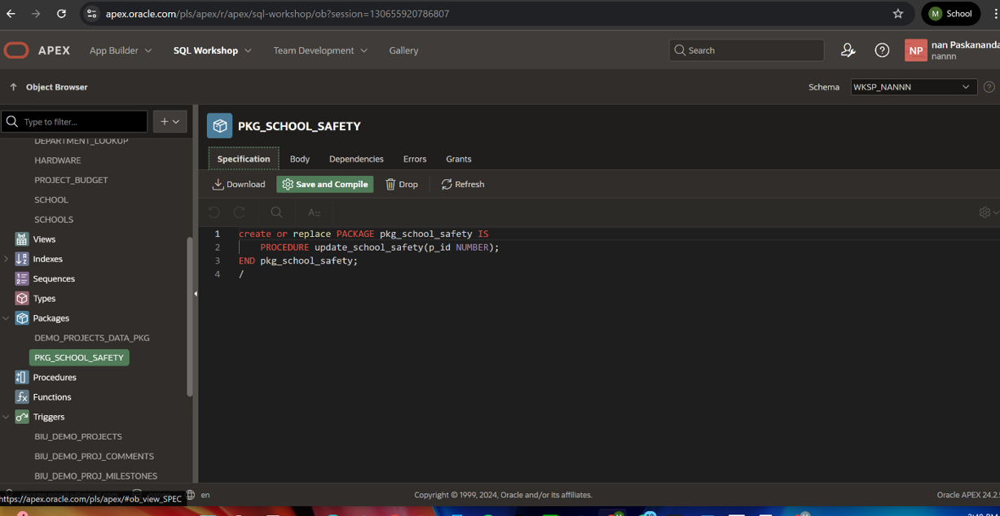 apex.oracle.com/pls/apex/r/apex/sql-workshop/ob?session=130655920786807
M School
APEX App Builder SQL Workshop Team Development Gallery Search NP nan Paskananda
nannn
Object Browser Schema WKSP_NANNN
Type to filter...
DEPARTMENT_LOOKUP
HARDWARE
PROJECT_BUDGET
SCHOOL
SCHOOLS
Views
Indexes
Sequences
Types
Packages
DEMO_PROJECTS_DATA_PKG
PKG_SCHOOL_SAFETY
Procedures
Functions
Triggers
BIU_DEMO_PROJECTS
BIU_DEMO_PROJ_COMMENTS
BIU_DEMO_PROJ_MILESTONES
PKG_SCHOOL_SAFETY
Specification Body Dependencies Errors Grants
Download Save and Compile Drop Refresh
1 create or replace PACKAGE pkg_school_safety IS
2 PROCEDURE update_school_safety(p_id NUMBER);
3 END pkg_school_safety;
4 /
https://apex.oracle.com/pls/apex/#ob_view_SPEC en Copyright © 1999, 2024, Oracle and/or its affiliates. Oracle APEX 24.2